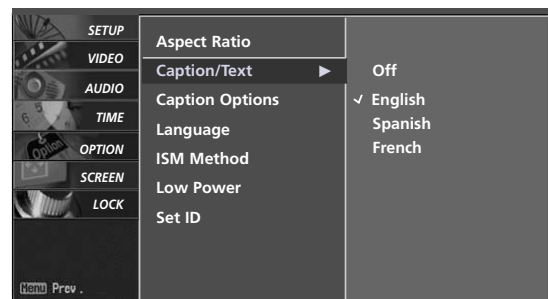 SETUP
VIDEO
AUDIO
TIME
OPTION
SCREEN
LOCK
Menu Prev.
Aspect Ratio
Caption/Text ▶
Caption Options
Language
ISM Method
Low Power
Set ID
Off
✓ English
Spanish
French